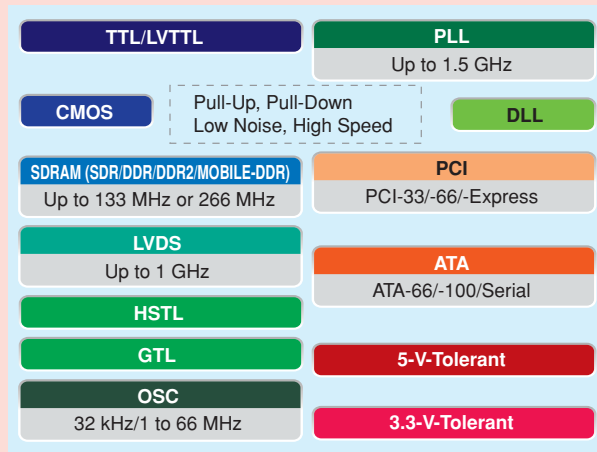 TTL/LVTTL
PLL
Up to 1.5 GHz
CMOS
Pull-Up, Pull-Down
Low Noise, High Speed
DLL
SDRAM (SDR/DDR/DDR2/MOBILE-DDR)
Up to 133 MHz or 266 MHz
PCI
PCI-33/-66/-Express
LVDS
Up to 1 GHz
ATA
ATA-66/-100/Serial
HSTL
GTL
5-V-Tolerant
OSC
32 kHz/1 to 66 MHz
3.3-V-Tolerant